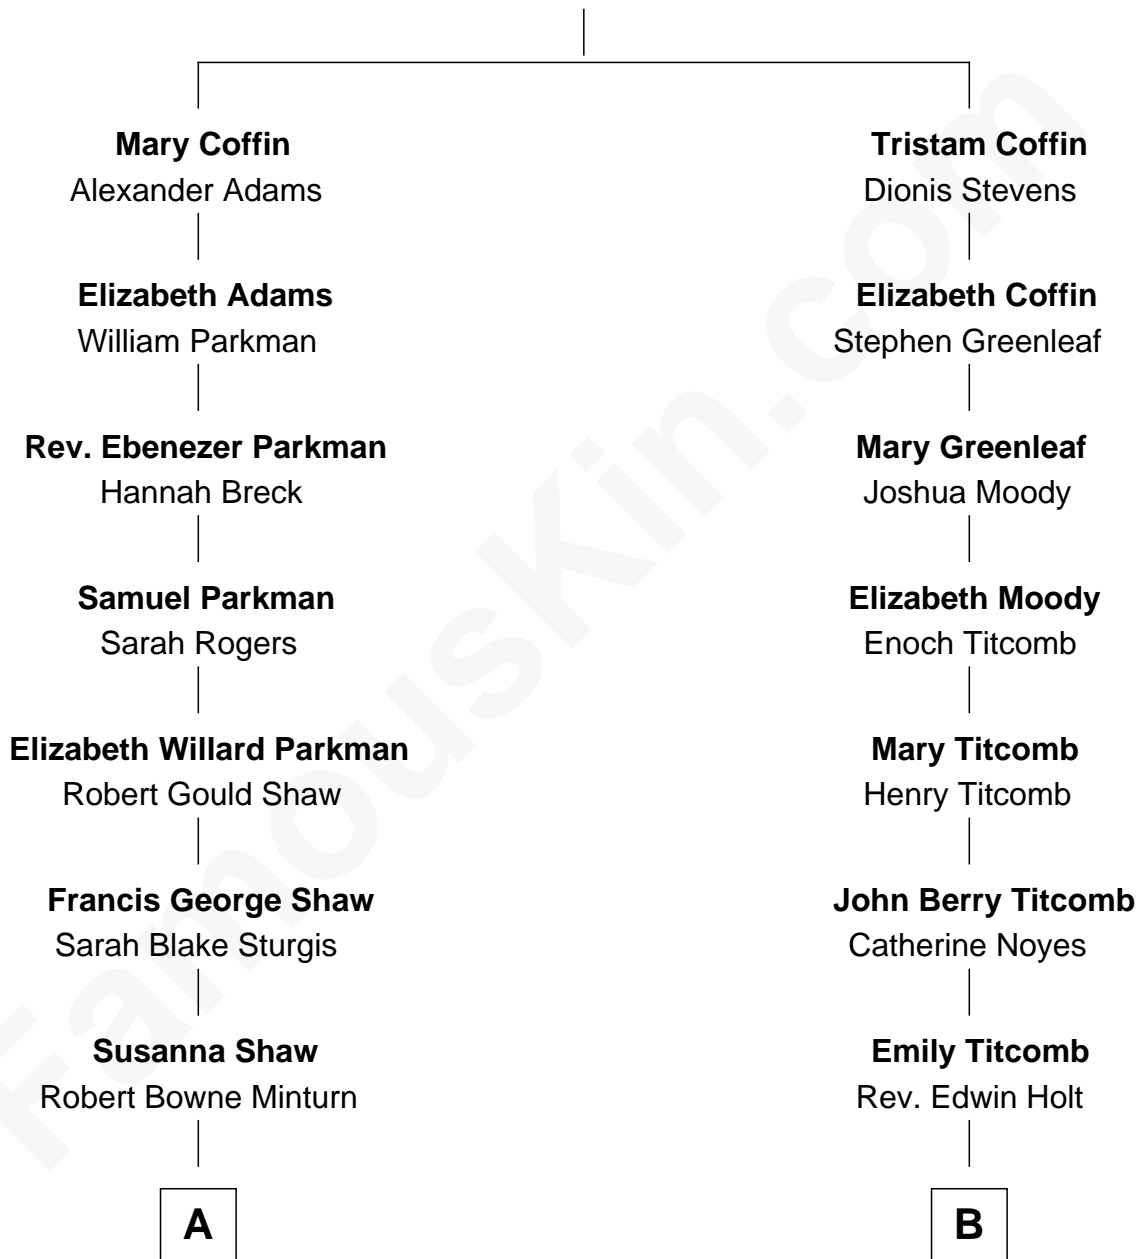 Mary Coffin
Alexander Adams
Elizabeth Adams
William Parkman
Rev. Ebenezer Parkman
Hannah Breck
Samuel Parkman
Sarah Rogers
Elizabeth Willard Parkman
Robert Gould Shaw
Francis George Shaw
Sarah Blake Sturgis
Susanna Shaw
Robert Bowne Minturn
A
Tristam Coffin
Dionis Stevens
Elizabeth Coffin
Stephen Greenleaf
Mary Greenleaf
Joshua Moody
Elizabeth Moody
Enoch Titcomb
Mary Titcomb
Henry Titcomb
John Berry Titcomb
Catherine Noyes
Emily Titcomb
Rev. Edwin Holt
B
FamousKin.com